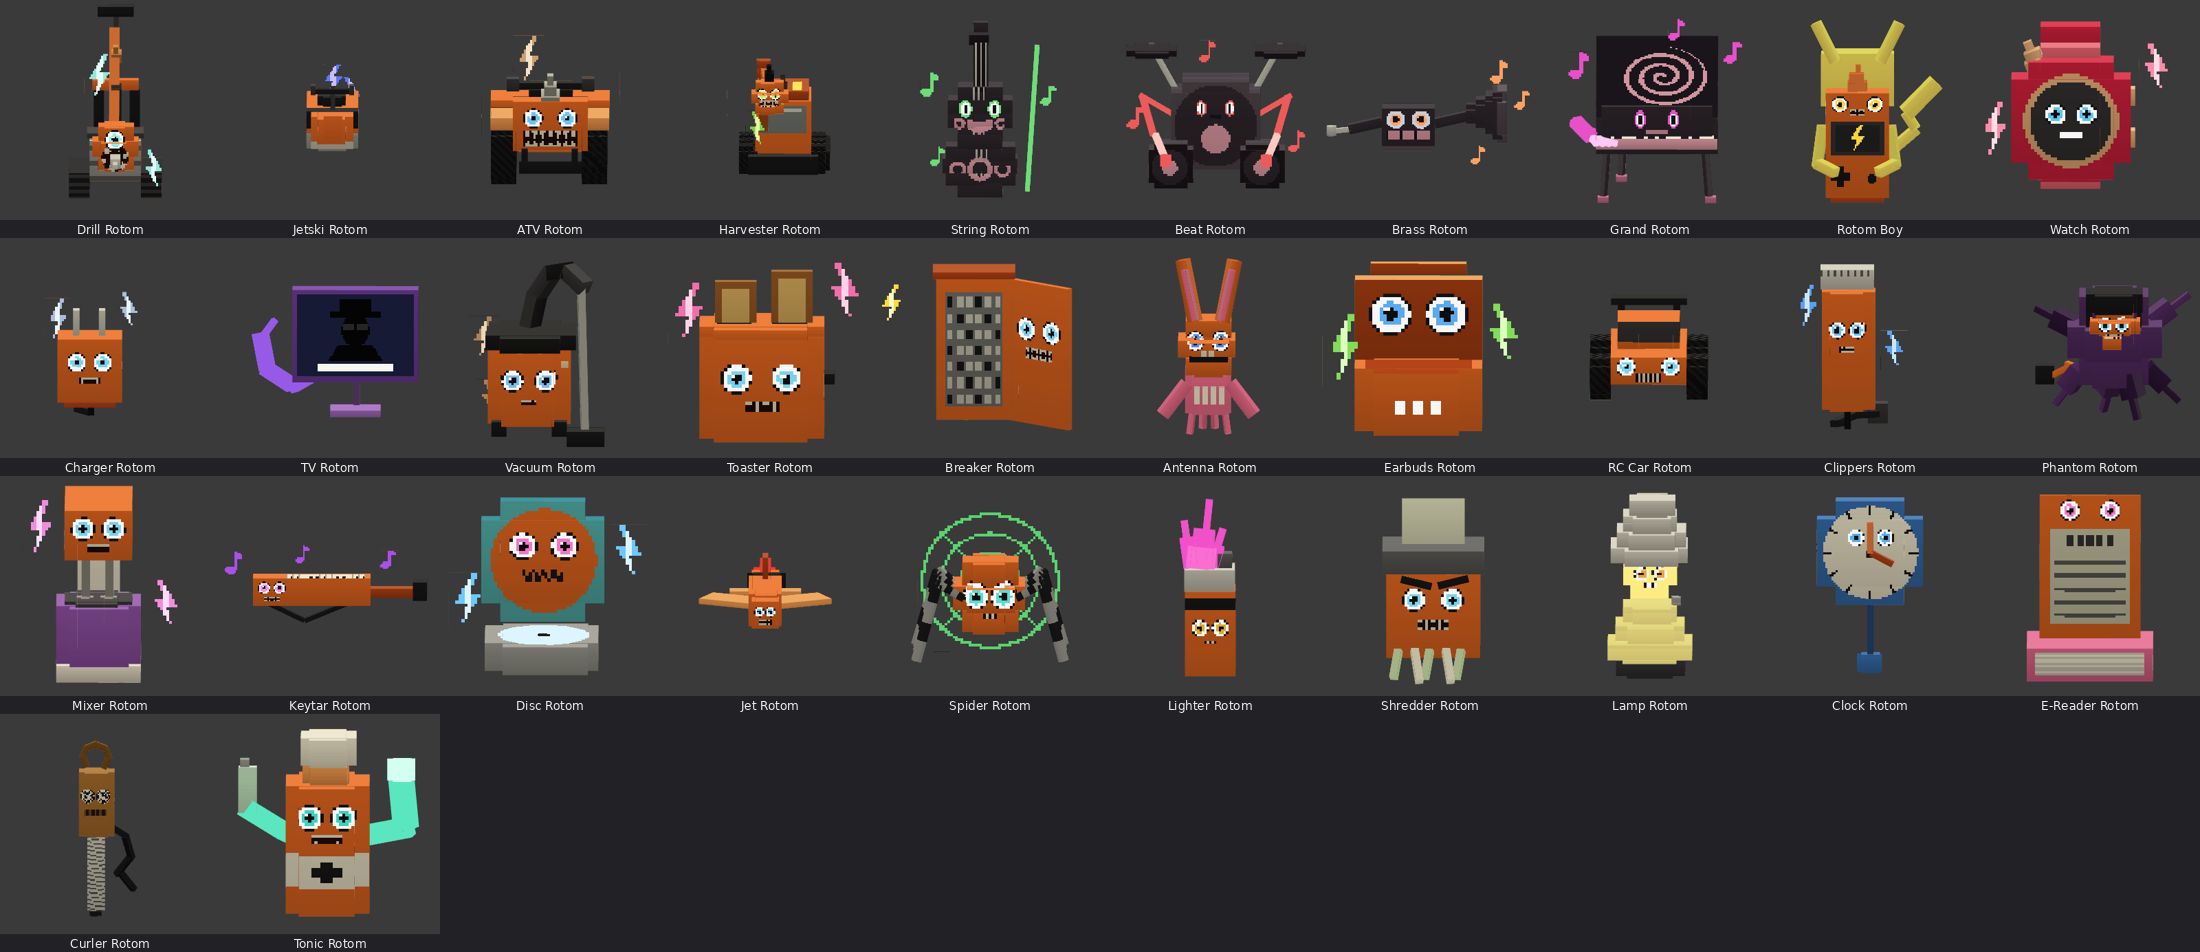 Drill Rotom
Jetski Rotom
ATV Rotom
Harvester Rotom
String Rotom
Beat Rotom
Brass Rotom
Grand Rotom
Rotom Boy
Watch Rotom
Charger Rotom
TV Rotom
Vacuum Rotom
Toaster Rotom
Breaker Rotom
Antenna Rotom
Earbuds Rotom
RC Car Rotom
Clippers Rotom
Phantom Rotom
Mixer Rotom
Keytar Rotom
Disc Rotom
Jet Rotom
Spider Rotom
Lighter Rotom
Shredder Rotom
Lamp Rotom
Clock Rotom
E-Reader Rotom
Curler Rotom
Tonic Rotom